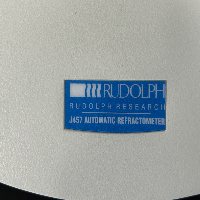 RUDOLPH
RUDOLPH RESEARCH
J457 AUTOMATIC REFRACTOMETER